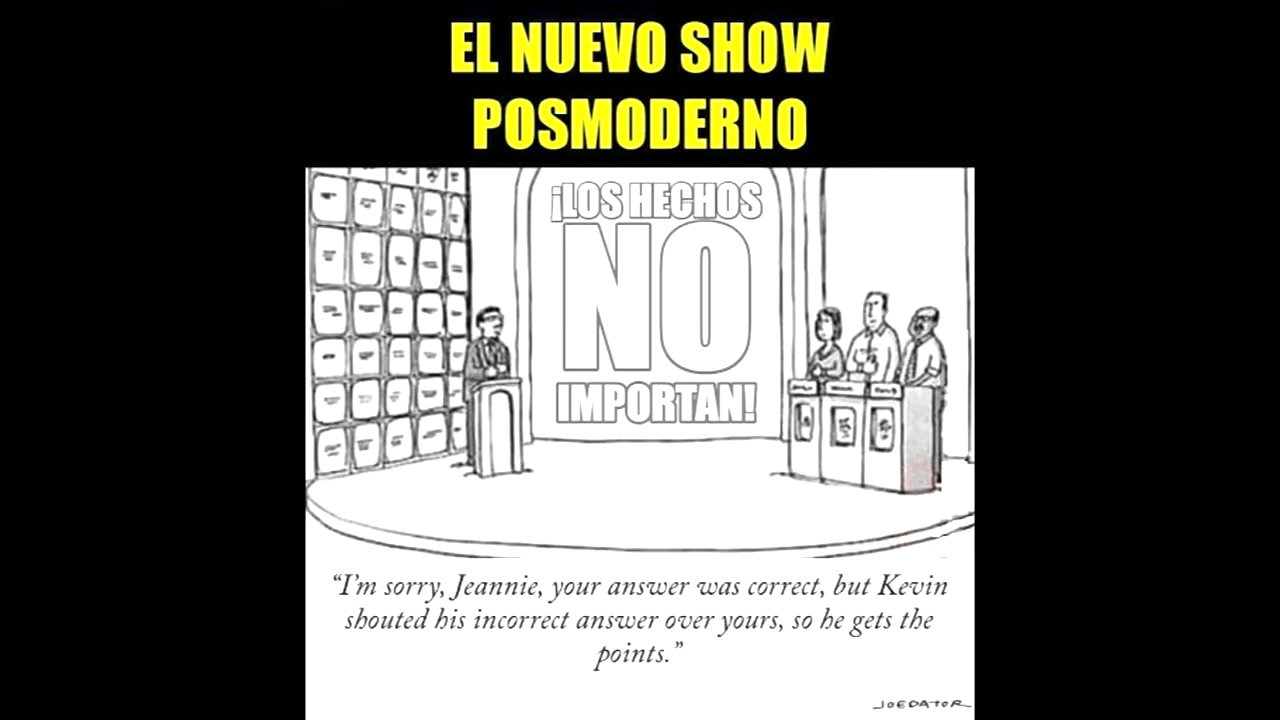 EL NUEVO SHOW
POSMODERNO
¡LOS HECHOS
NO
IMPORTAN!
“I'm sorry, Jeannie, your answer was correct, but Kevin
shouted his incorrect answer over yours, so he gets the
points.”
JOEDATOR